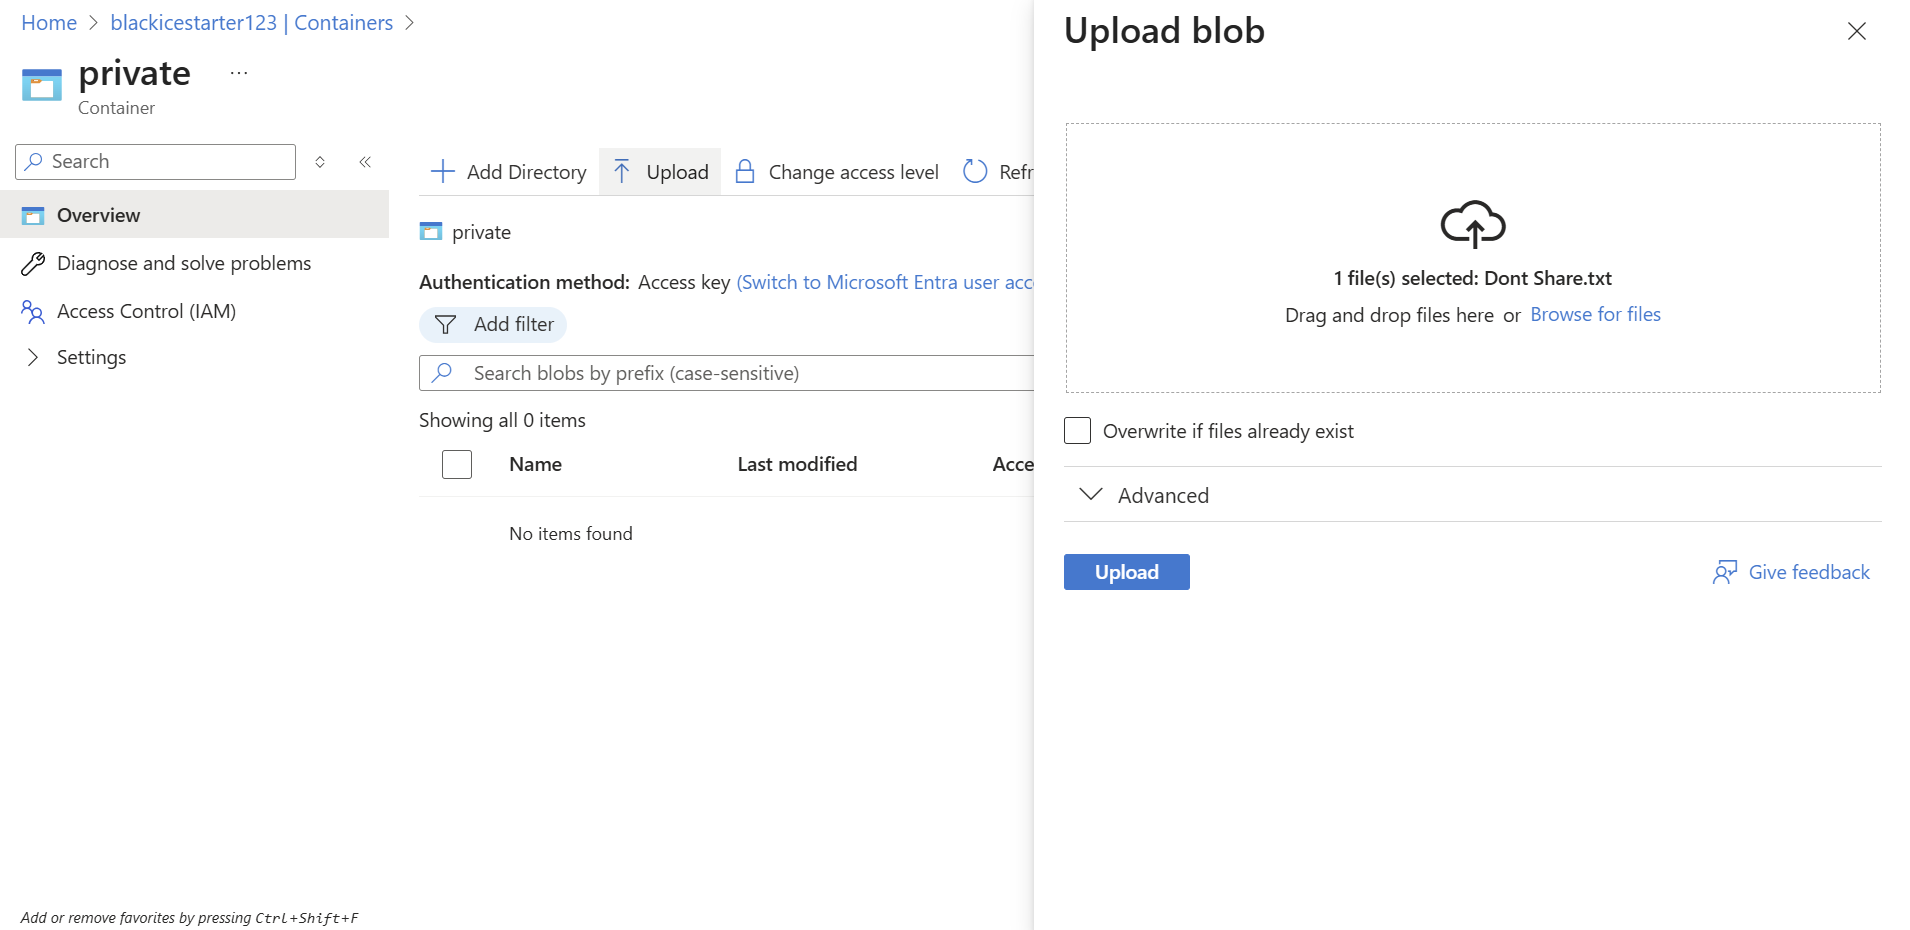 Home > blackicestarter123 | Containers >
private ...
Container
Search
Overview
Diagnose and solve problems
Access Control (IAM)
Settings
Add or remove favorites by pressing Ctrl+Shift+F
Add Directory Upload Change access level Refr
private
Authentication method: Access key (Switch to Microsoft Entra user acc
Add filter
Search blobs by prefix (case-sensitive)
Showing all 0 items
Name Last modified Acce
No items found
Upload blob
1 file(s) selected: Dont Share.txt
Drag and drop files here or Browse for files
Overwrite if files already exist
Advanced
Upload Give feedback